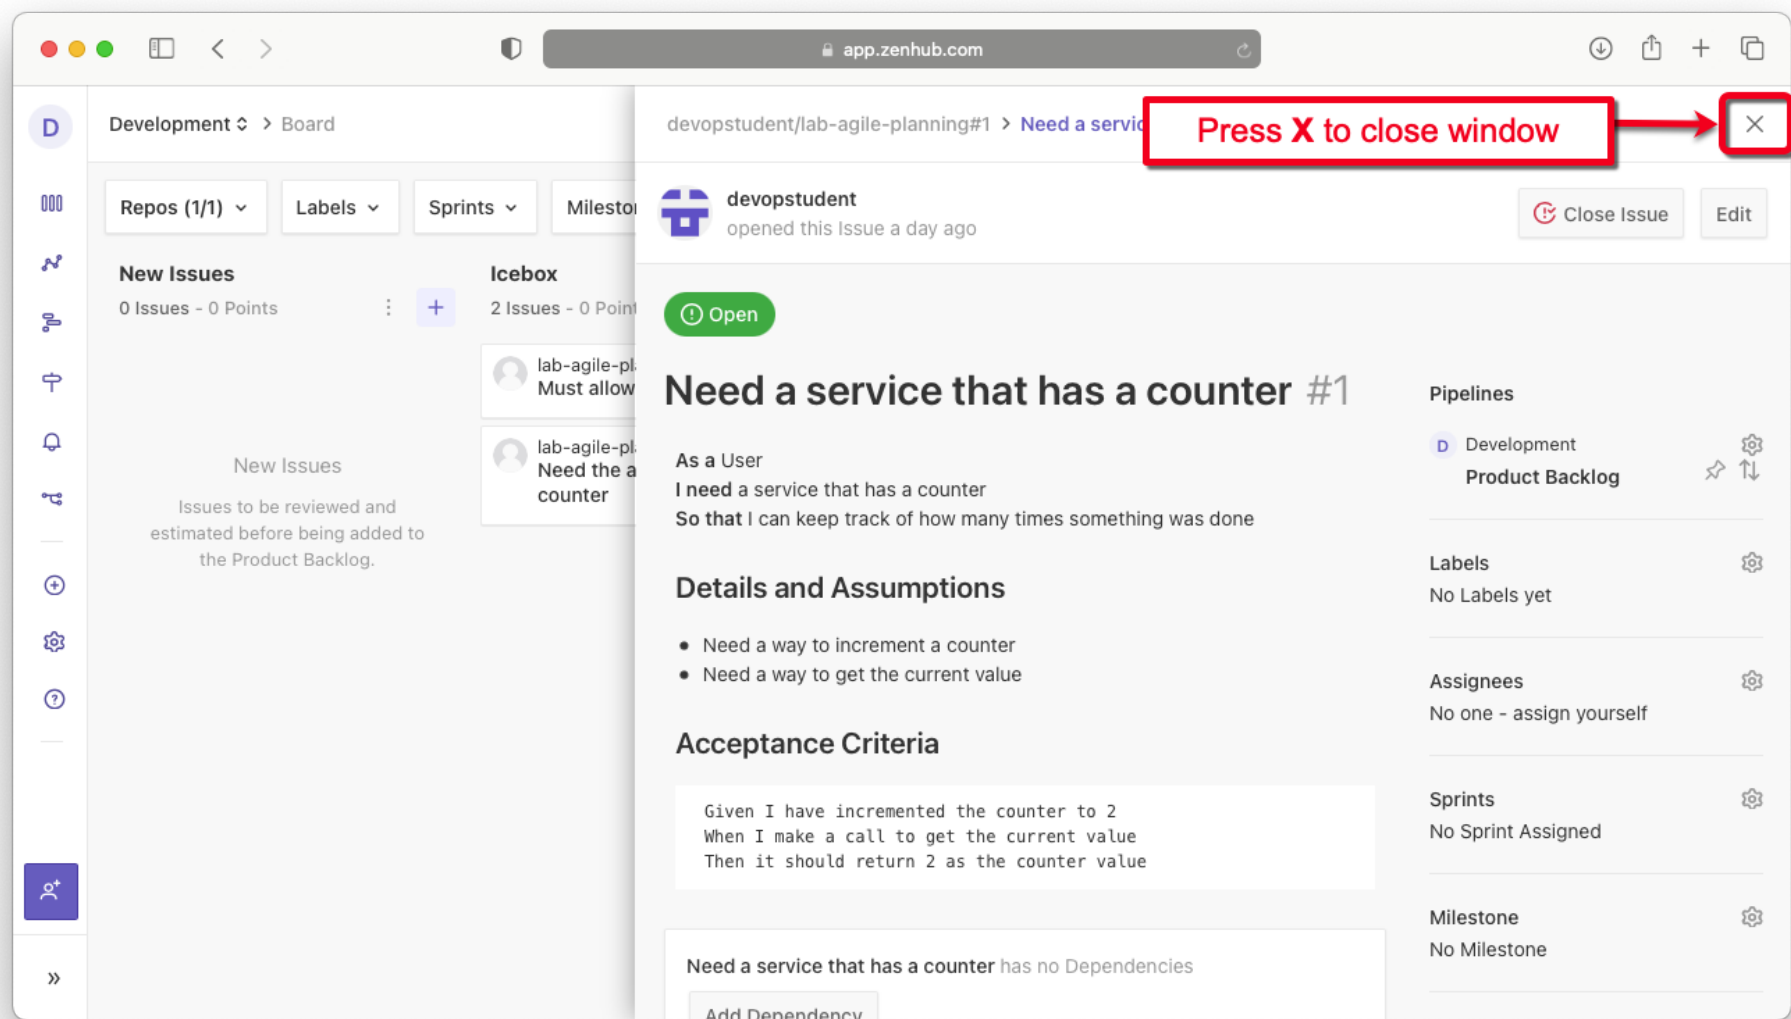 app.zenhub.com
D
Development > Board
devopstudent/lab-agile-planning#1 > Need a servic
Press X to close window
Repos (1/1)
Labels
Sprints
Milesto
devopstudent
opened this Issue a day ago
Close Issue
Edit
New Issues
0 Issues - 0 Points
Icebox
2 Issues - 0 Point
lab-agile-pl
Must allow
lab-agile-pl
Need the a
counter
New Issues
Issues to be reviewed and
estimated before being added to
the Product Backlog.
Open
Need a service that has a counter #1
As a User
I need a service that has a counter
So that I can keep track of how many times something was done
Details and Assumptions
• Need a way to increment a counter
• Need a way to get the current value
Acceptance Criteria
Given I have incremented the counter to 2
When I make a call to get the current value
Then it should return 2 as the counter value
Need a service that has a counter has no Dependencies
Add Dependency
Pipelines
D Development
Product Backlog
Labels
No Labels yet
Assignees
No one - assign yourself
Sprints
No Sprint Assigned
Milestone
No Milestone